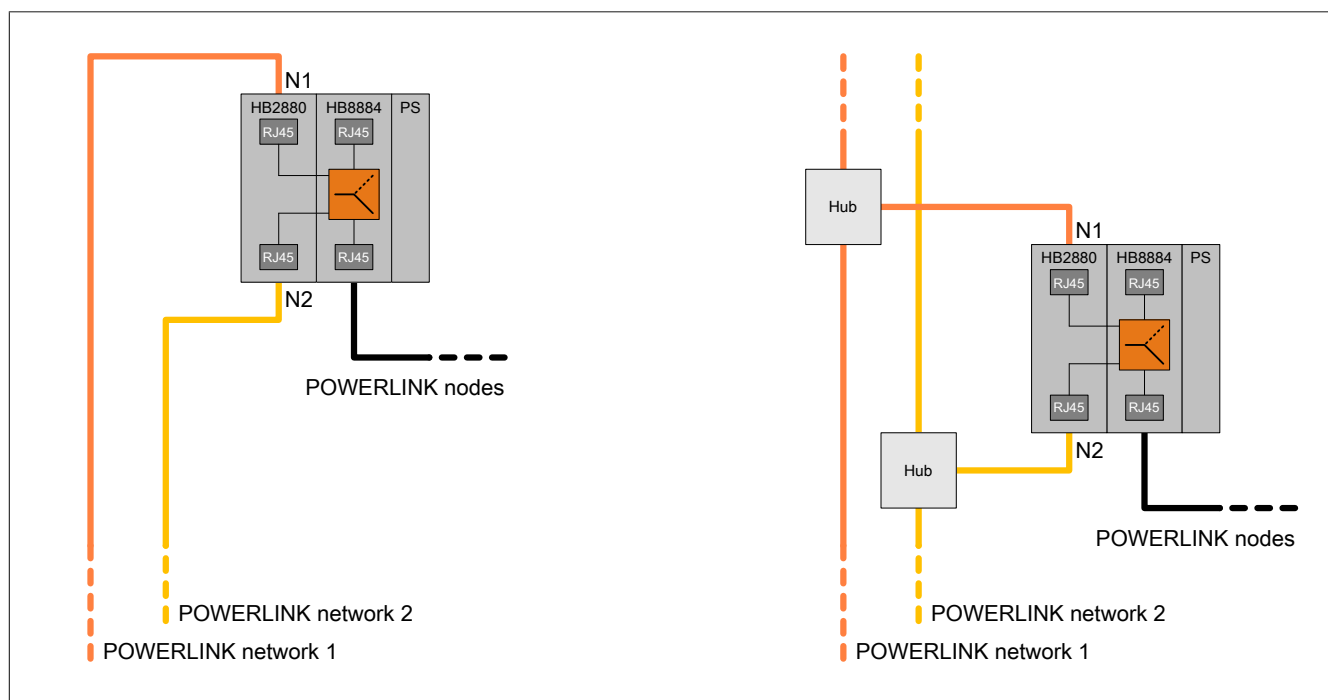 N1
HB2880 HB8884 PS
RJ45 RJ45
RJ45 RJ45
N2
POWERLINK nodes
POWERLINK network 2
POWERLINK network 1
Hub
N1
HB2880 HB8884 PS
RJ45 RJ45
RJ45 RJ45
N2
Hub
POWERLINK nodes
POWERLINK network 2
POWERLINK network 1